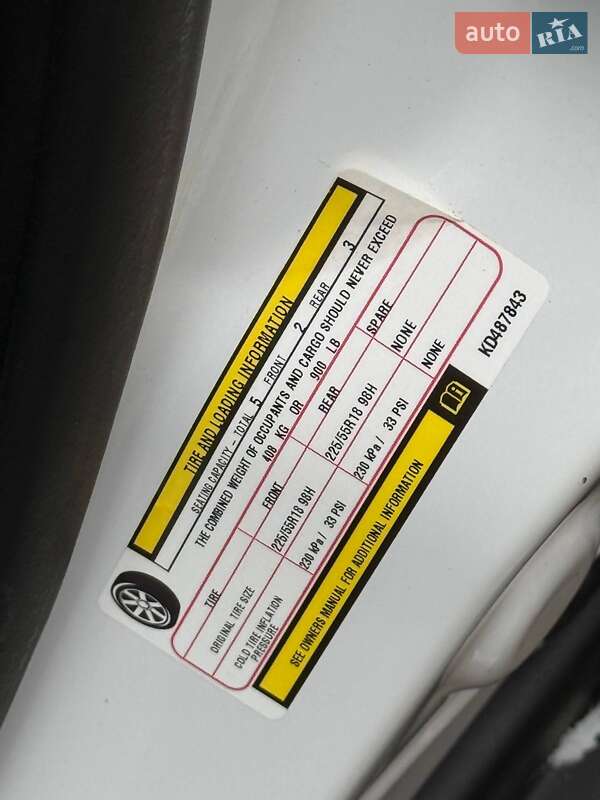 auto RIA.com
TIRE AND LOADING INFORMATION
SEATING CAPACITY - TOTAL 5 FRONT 2 REAR 3
THE COMBINED WEIGHT OF OCCUPANTS AND CARGO SHOULD NEVER EXCEED
408 KG OR 900 LB
TIRE FRONT REAR SPARE
ORIGINAL TIRE SIZE 225/55R18 98H 225/55R18 98H NONE
COLD TIRE INFLATION PRESSURE 230 kPa / 33 PSI 230 kPa / 33 PSI NONE
SEE OWNERS MANUAL FOR ADDITIONAL INFORMATION
KD487843